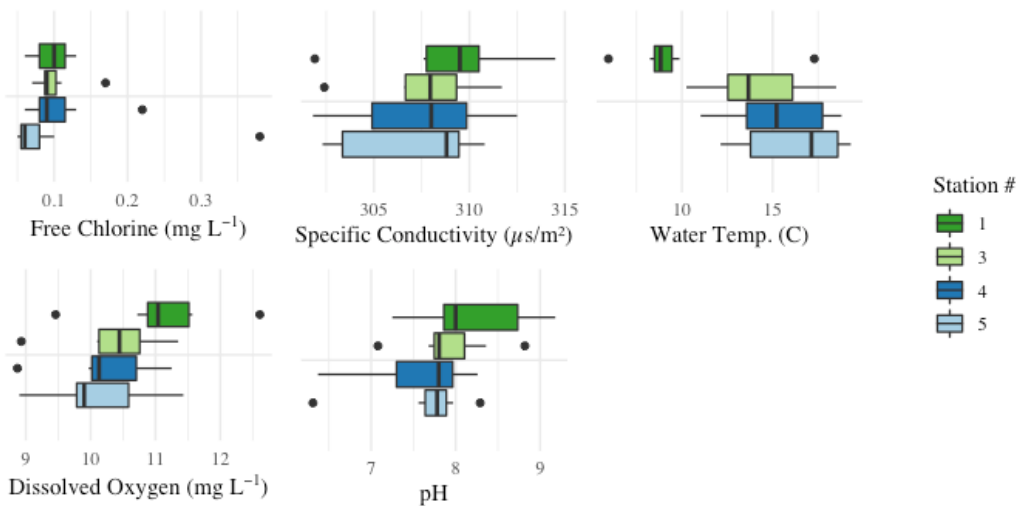 0.1 0.2 0.3
Free Chlorine (mg L⁻¹)
305 310 315
Specific Conductivity (μs/m²)
10 15
Water Temp. (C)
Station #
1
3
4
5
9 10 11 12
Dissolved Oxygen (mg L⁻¹)
7 8 9
pH